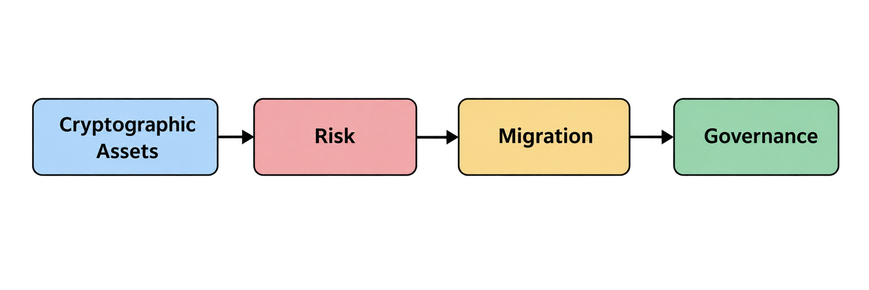 Cryptographic
Assets
Risk
Migration
Governance